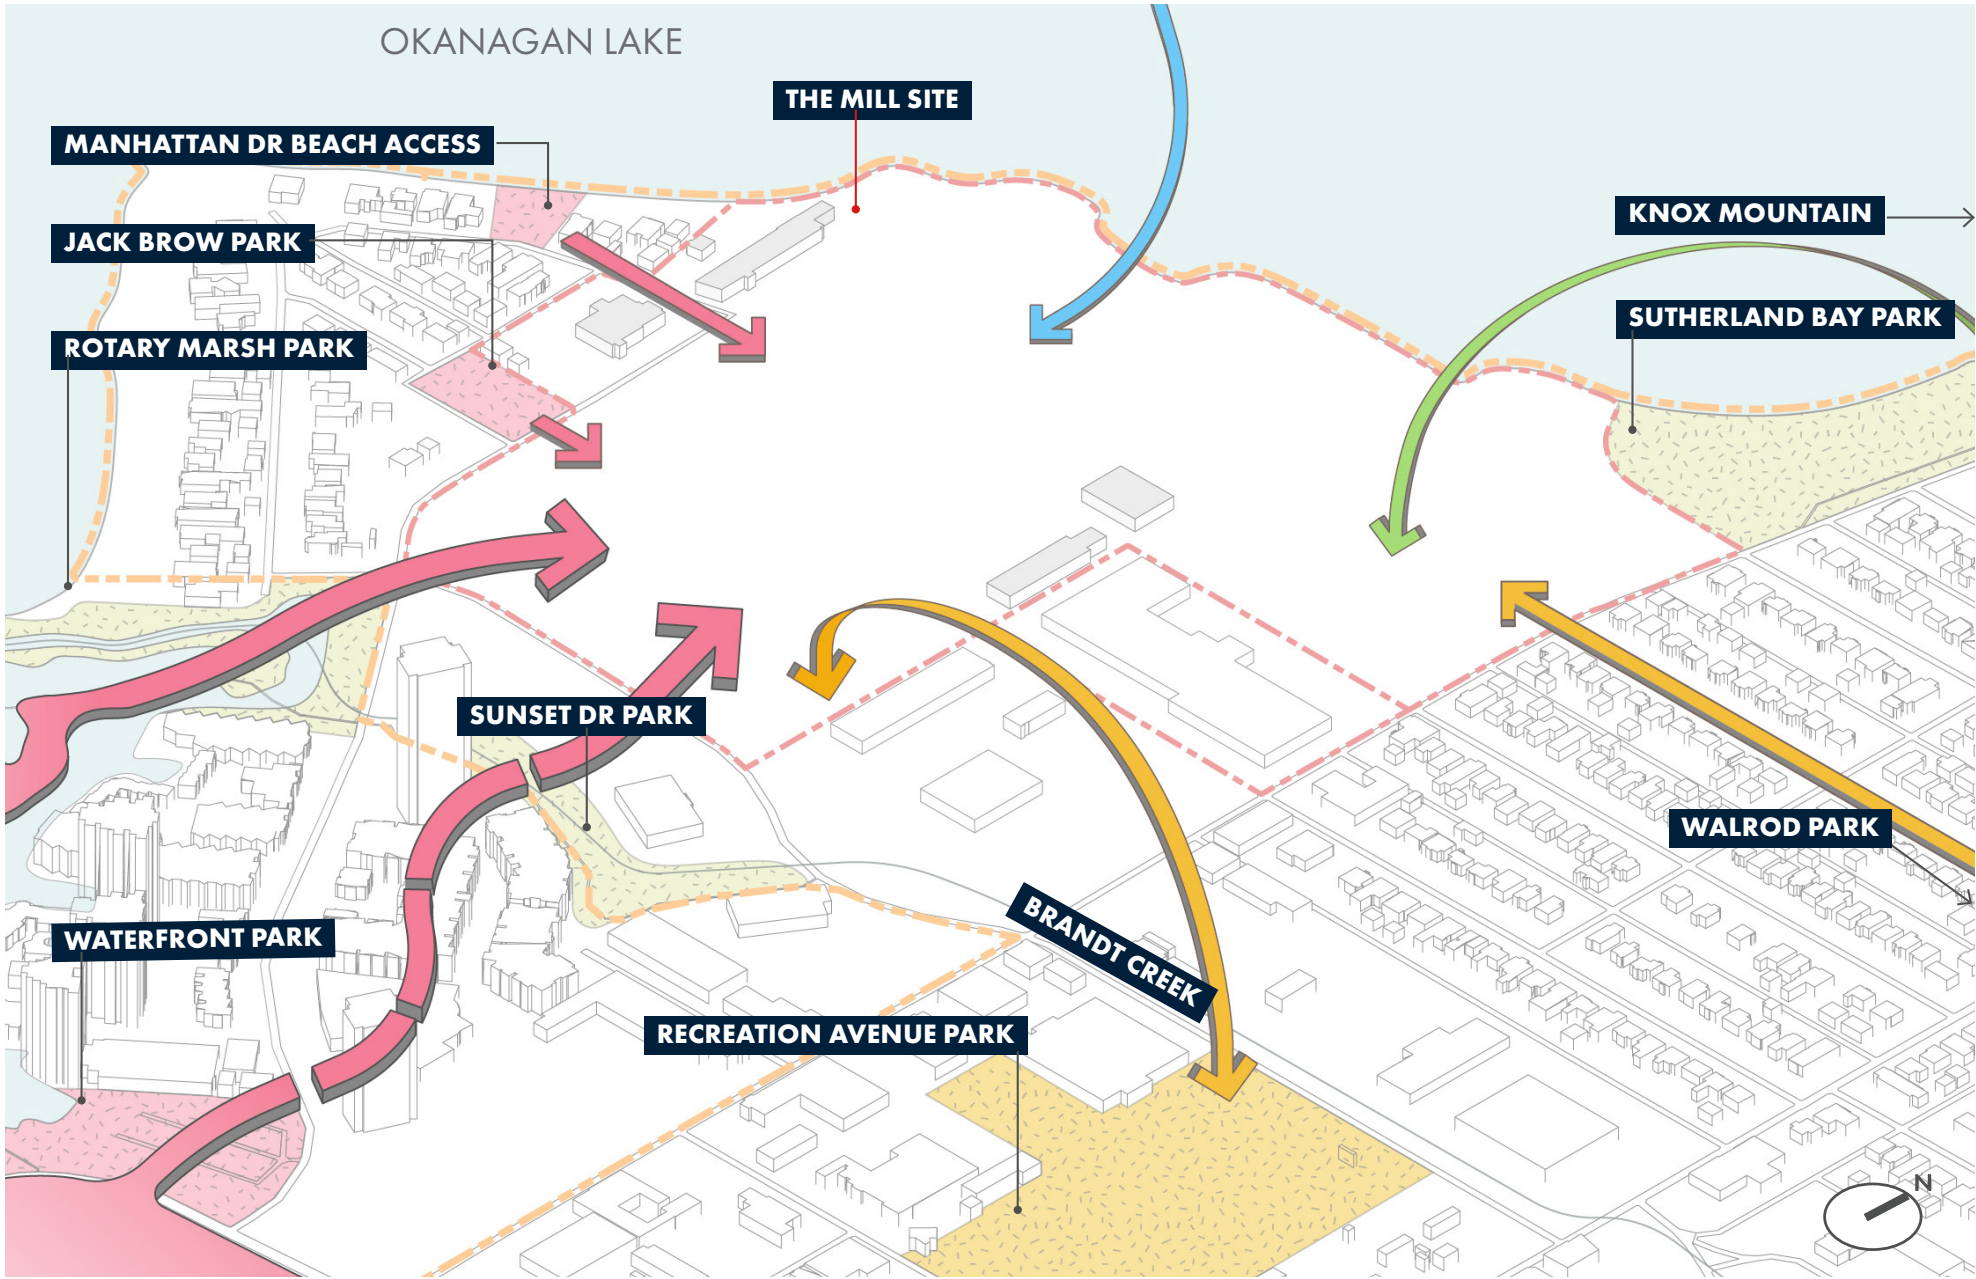 OKANAGAN LAKE
THE MILL SITE
MANHATTAN DR BEACH ACCESS
KNOX MOUNTAIN
JACK BROW PARK
SUTHERLAND BAY PARK
ROTARY MARSH PARK
SUNSET DR PARK
WALROD PARK
WATERFRONT PARK
BRANDT CREEK
RECREATION AVENUE PARK
N